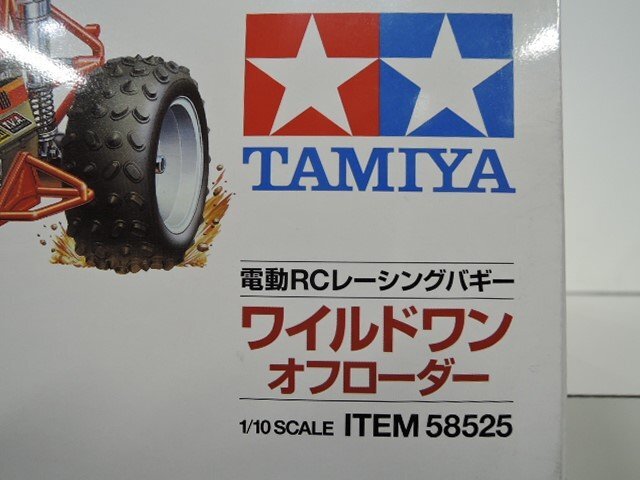 TAMIYA
電動RCレーシングバギー
ワイルドワン
オフローダー
1/10 SCALE ITEM 58525